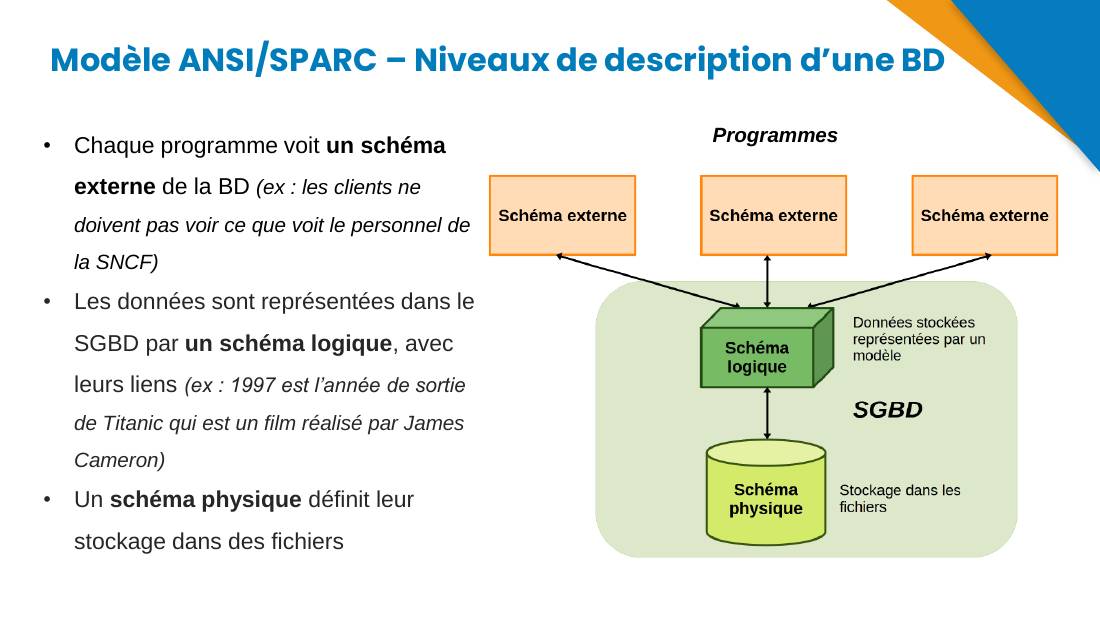 Modèle ANSI/SPARC – Niveaux de description d’une BD
• Chaque programme voit un schéma
externe de la BD (ex : les clients ne
doivent pas voir ce que voit le personnel de
la SNCF)
• Les données sont représentées dans le
SGBD par un schéma logique, avec
leurs liens (ex : 1997 est l’année de sortie
de Titanic qui est un film réalisé par James
Cameron)
• Un schéma physique définit leur
stockage dans des fichiers
Programmes
Schéma externe
Schéma externe
Schéma externe
Schéma
logique
Données stockées
représentées par un
modèle
SGBD
Schéma
physique
Stockage dans les
fichiers